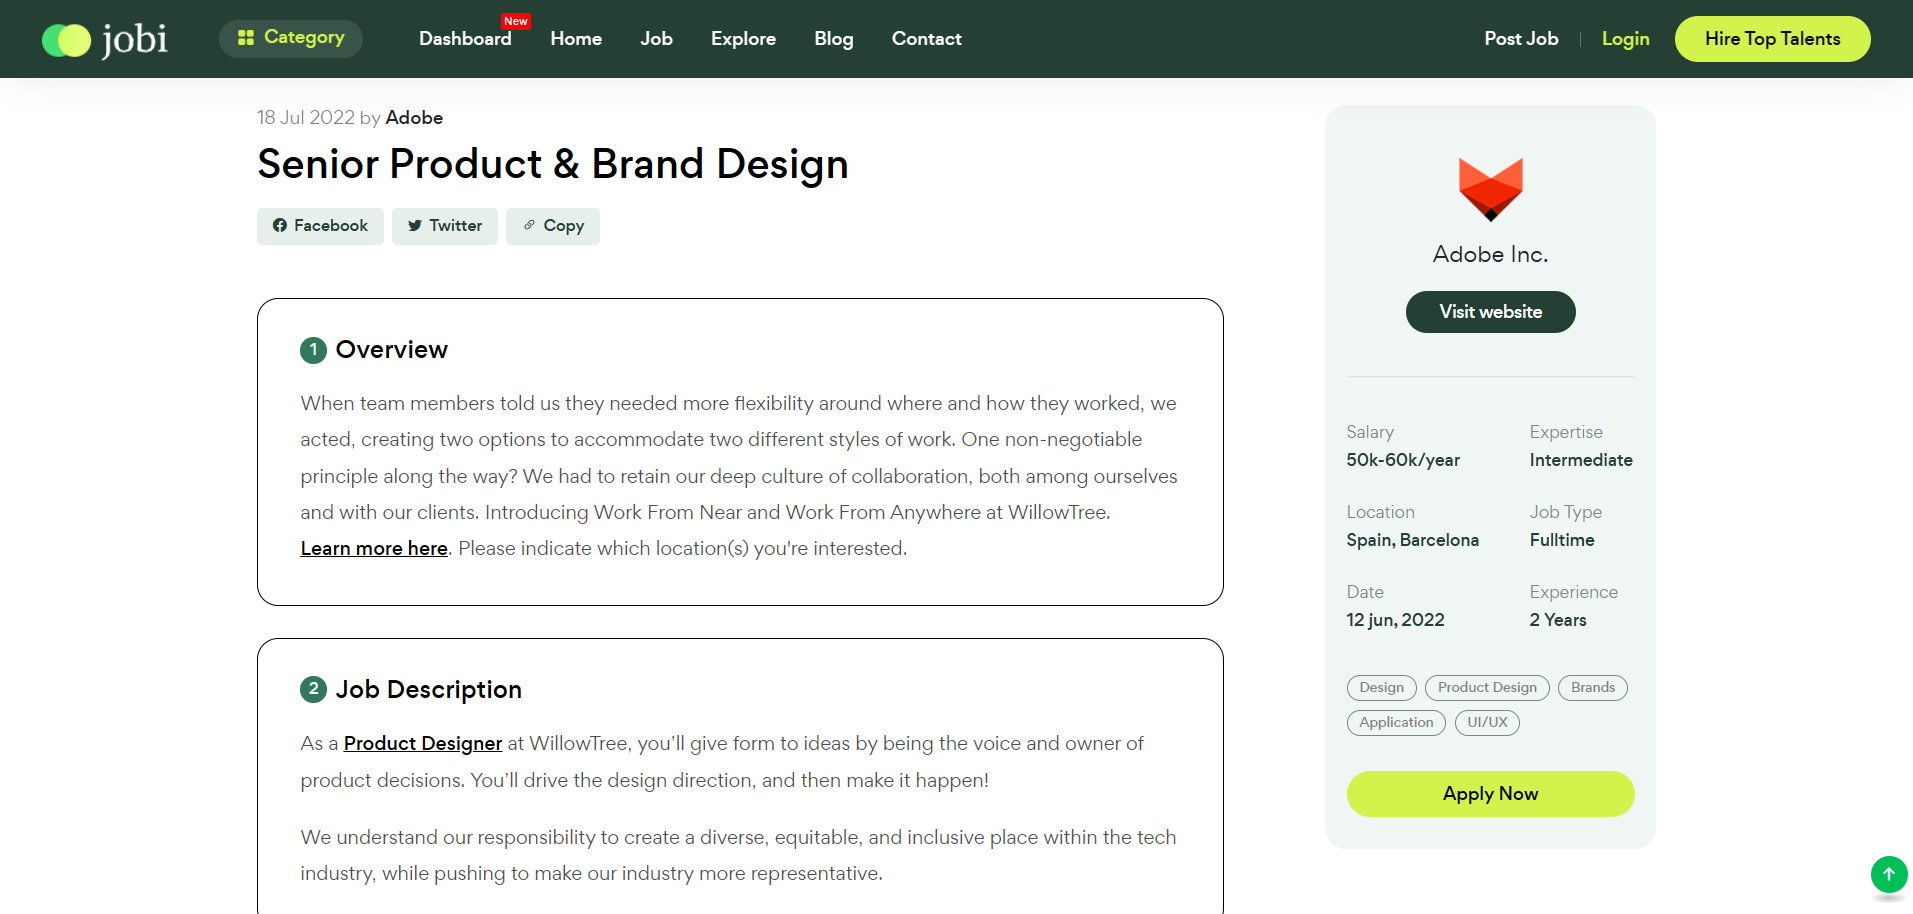 jobi
Category
Dashboard
New
Home
Job
Explore
Blog
Contact
Post Job
Login
Hire Top Talents
18 Jul 2022 by Adobe
Senior Product & Brand Design
Facebook
Twitter
Copy
1 Overview
When team members told us they needed more flexibility around where and how they worked, we
acted, creating two options to accommodate two different styles of work. One non-negotiable
principle along the way? We had to retain our deep culture of collaboration, both among ourselves
and with our clients. Introducing Work From Near and Work From Anywhere at WillowTree.
Learn more here. Please indicate which location(s) you're interested.
2 Job Description
As a Product Designer at WillowTree, you’ll give form to ideas by being the voice and owner of
product decisions. You’ll drive the design direction, and then make it happen!
We understand our responsibility to create a diverse, equitable, and inclusive place within the tech
industry, while pushing to make our industry more representative.
Adobe Inc.
Visit website
Salary
50k-60k/year
Expertise
Intermediate
Location
Spain, Barcelona
Job Type
Fulltime
Date
12 jun, 2022
Experience
2 Years
Design
Product Design
Brands
Application
UI/UX
Apply Now